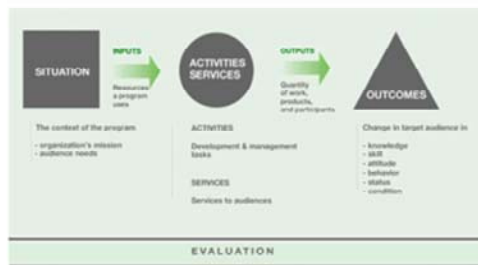 INPUTS
OUTPUTS
SITUATION
ACTIVITIES
SERVICES
OUTCOMES
Resources
a program
uses
Quantity
of work,
products,
and participants
The context of the program
- organization's mission
- audience needs
ACTIVITIES
Development & management
tasks
SERVICES
Services to audiences
Change in target audience in
- knowledge
- skill
- attitude
- behavior
- status
- condition
EVALUATION